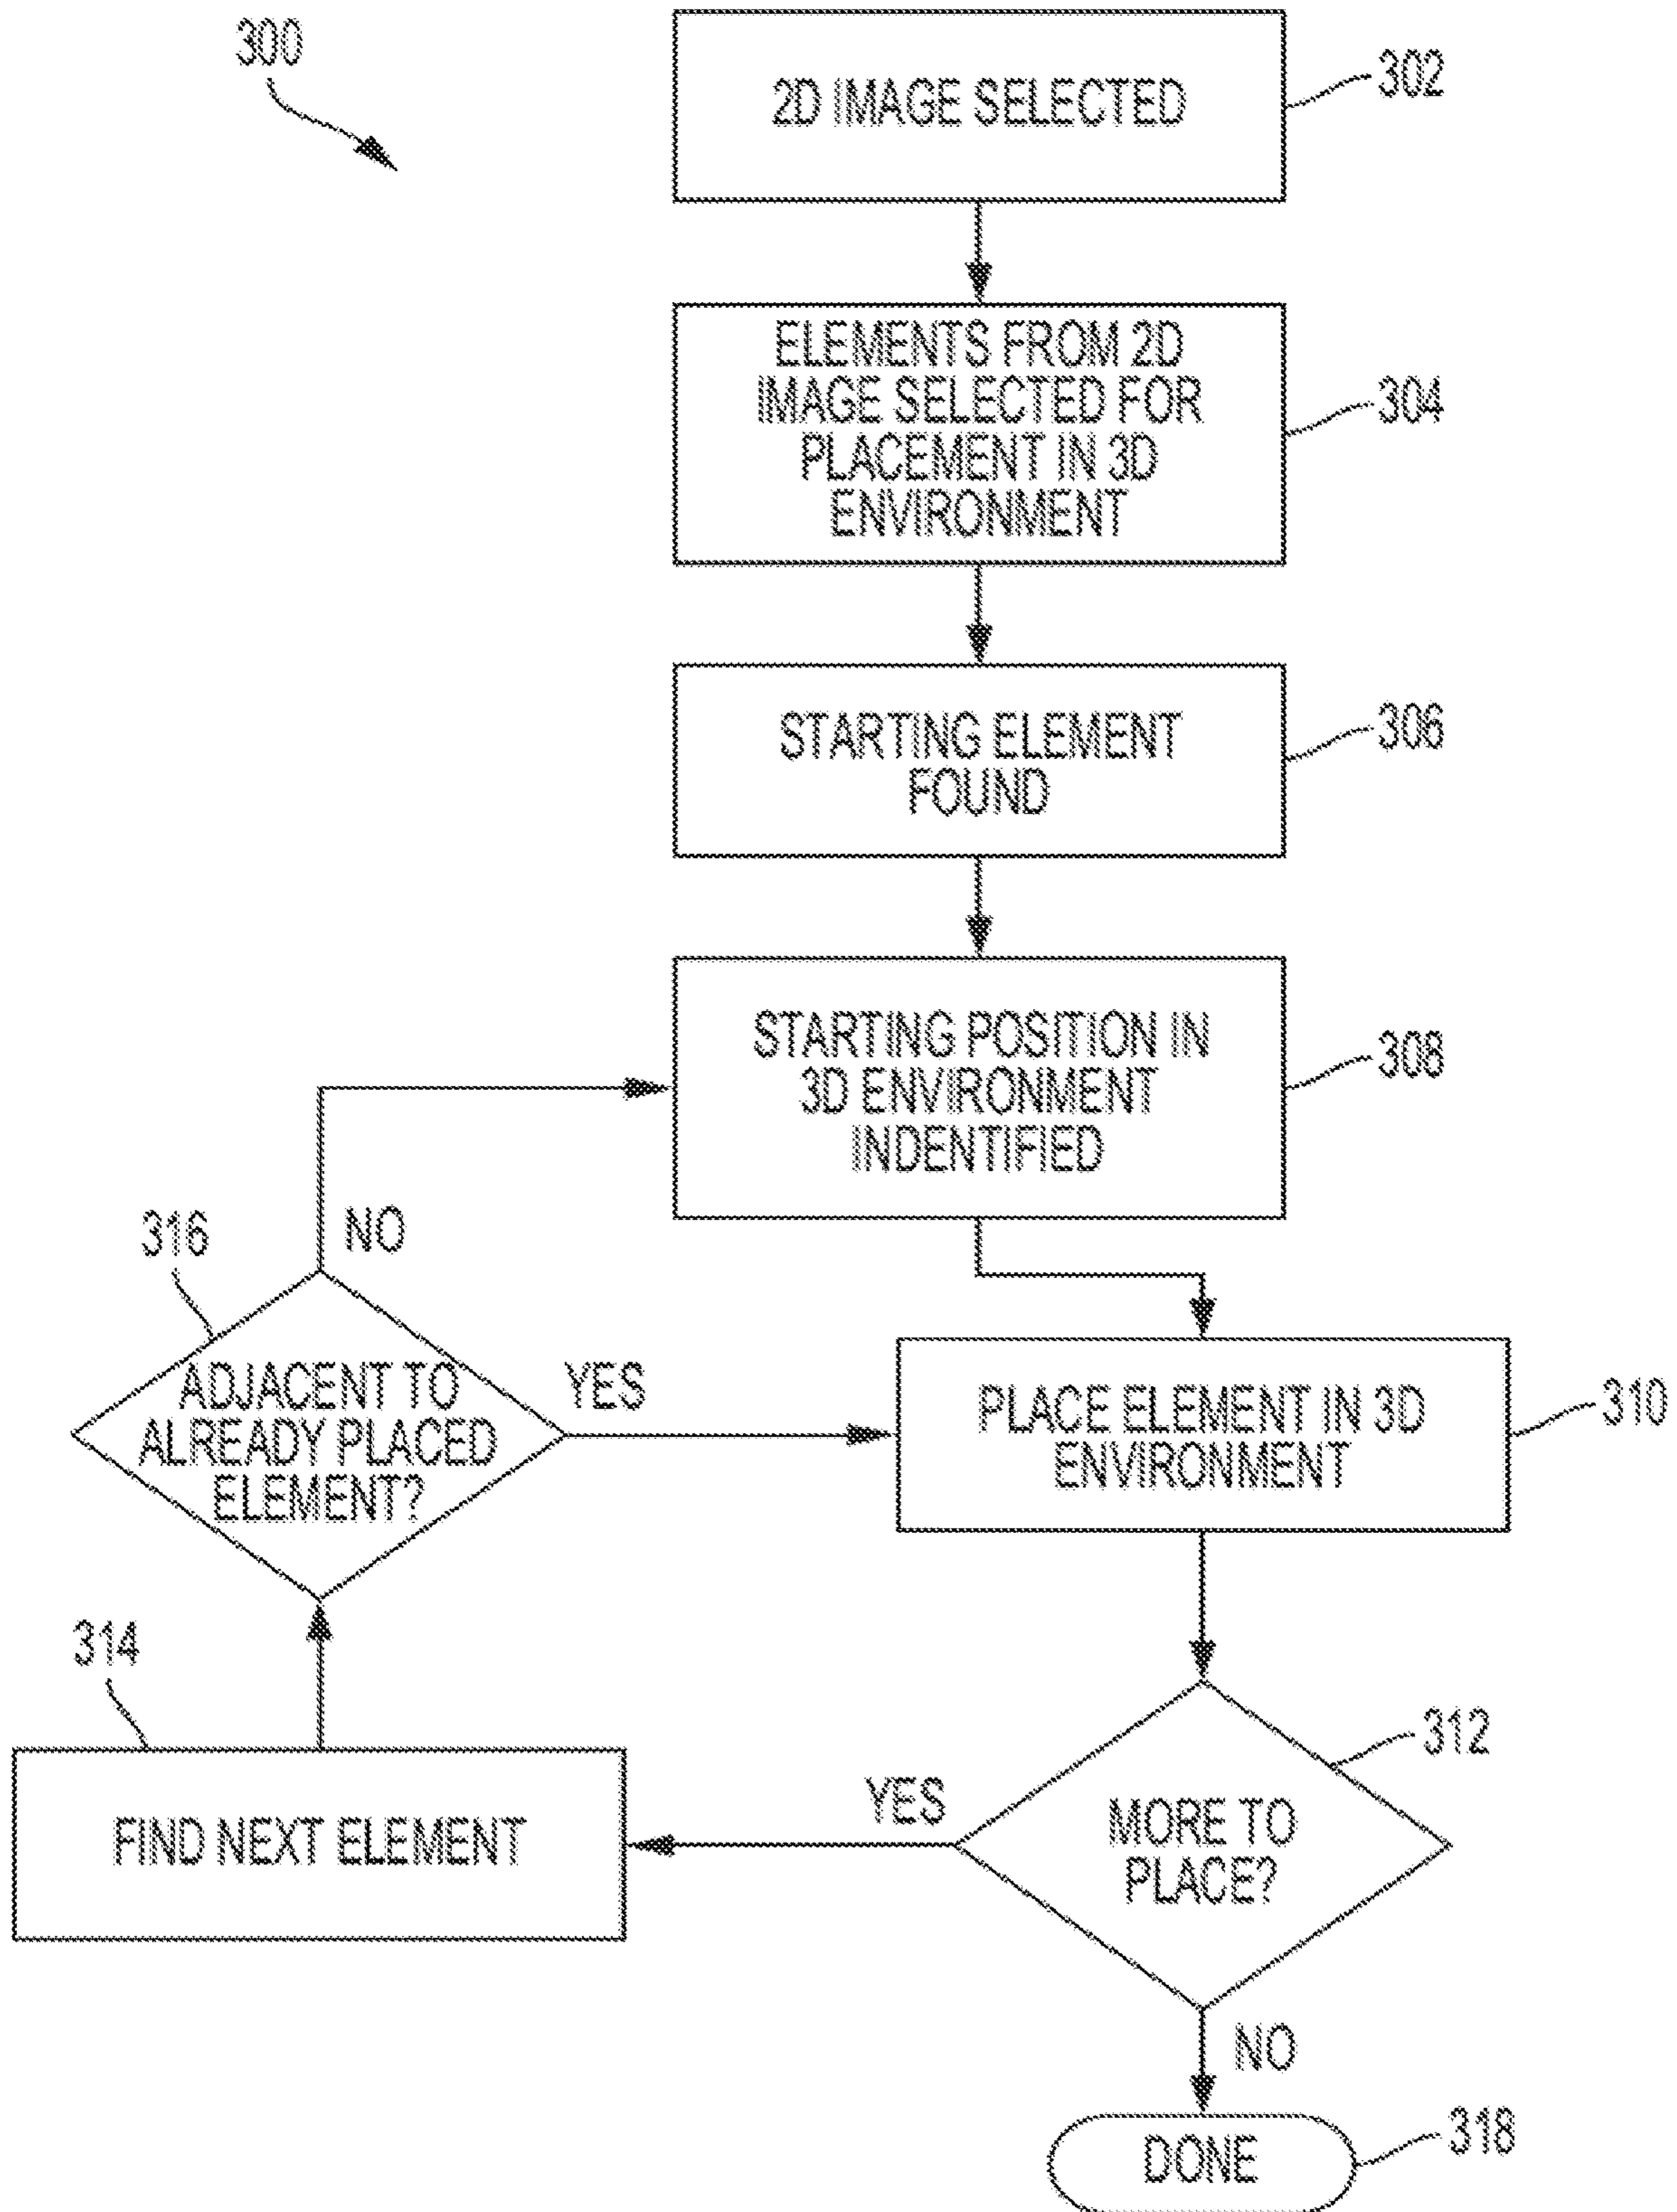 300
2D IMAGE SELECTED
302
ELEMENTS FROM 2D
IMAGE SELECTED FOR
PLACEMENT IN 3D
ENVIRONMENT
304
STARTING ELEMENT
FOUND
306
STARTING POSITION IN
3D ENVIRONMENT
INDENTIFIED
308
316
NO
ADJACENT TO
ALREADY PLACED
ELEMENT?
YES
PLACE ELEMENT IN 3D
ENVIRONMENT
310
314
FIND NEXT ELEMENT
YES
MORE TO
PLACE?
312
NO
DONE
318